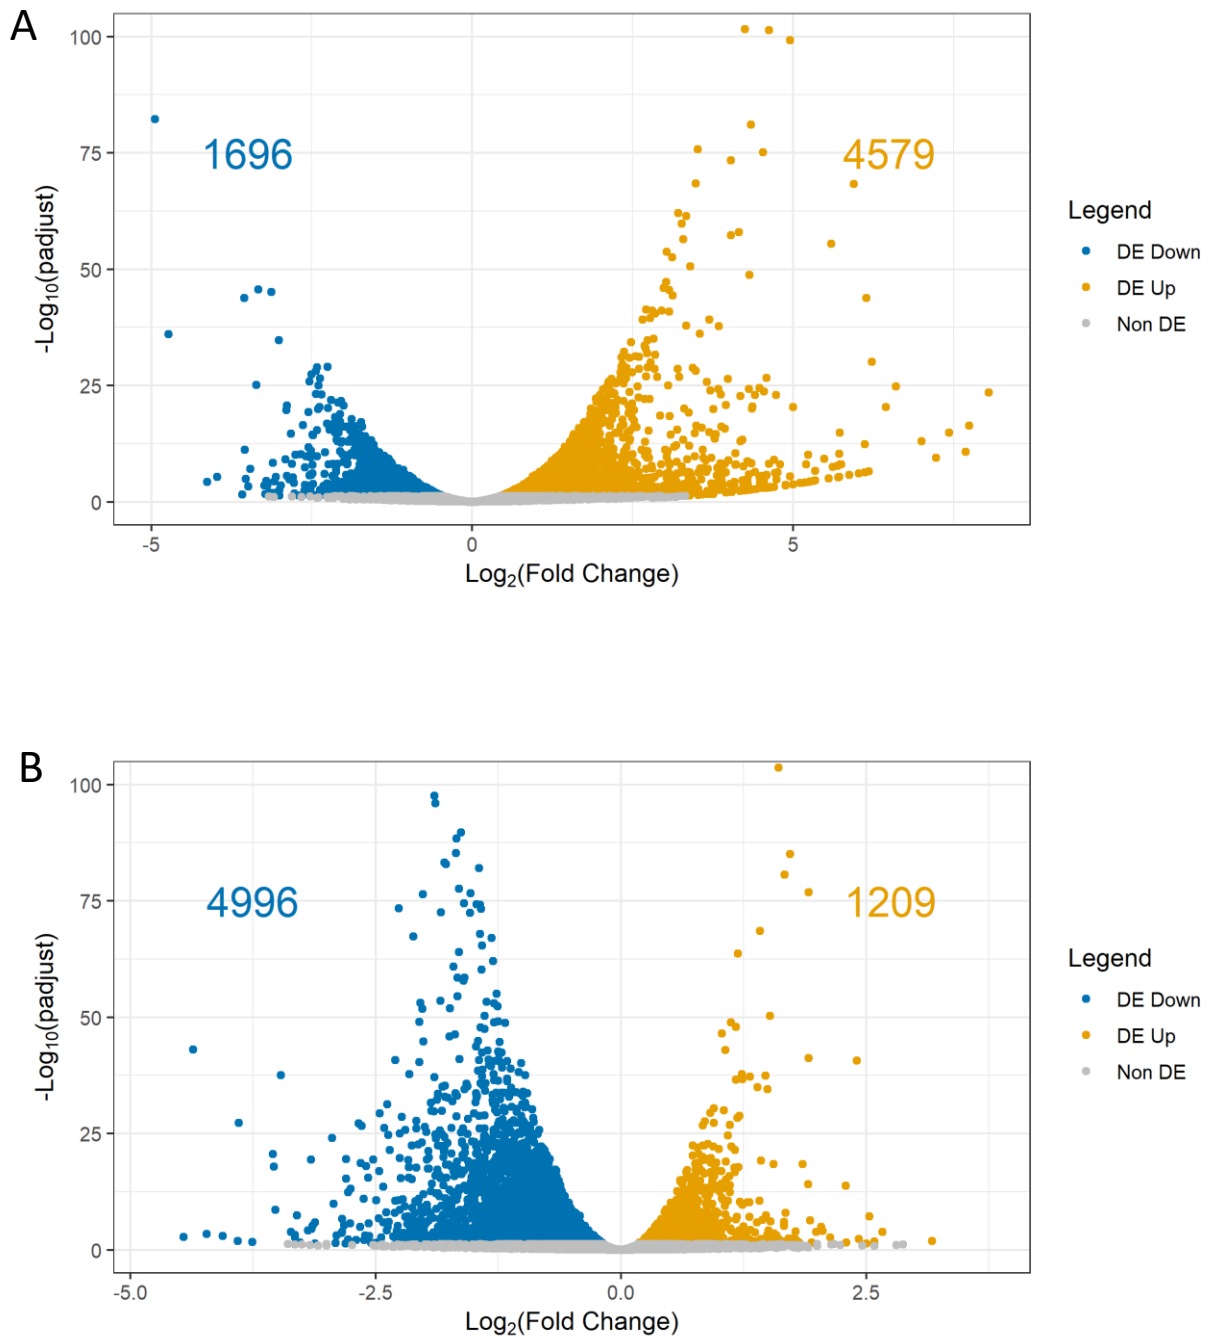 A
100
75
50
25
0
-Log10(padjust)
1696
4579
-5
0
5
Log2(Fold Change)
Legend
DE Down
DE Up
Non DE
B
100
75
50
25
0
-Log10(padjust)
4996
1209
-5.0
-2.5
0.0
2.5
Log2(Fold Change)
Legend
DE Down
DE Up
Non DE